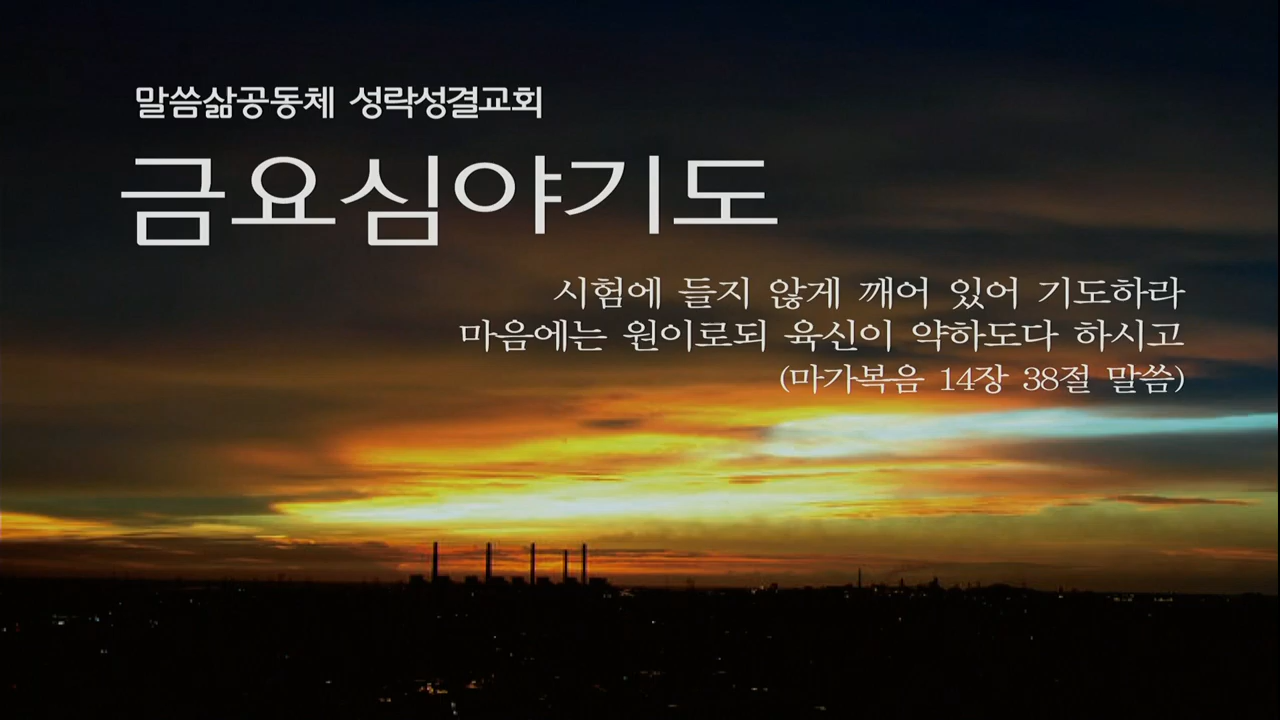 말씀삶공동체 성락성결교회
금요심야기도
시험에 들지 않게 깨어 있어 기도하라
마음에는 원이로되 육신이 약하도다 하시고
(마가복음 14장 38절 말씀)